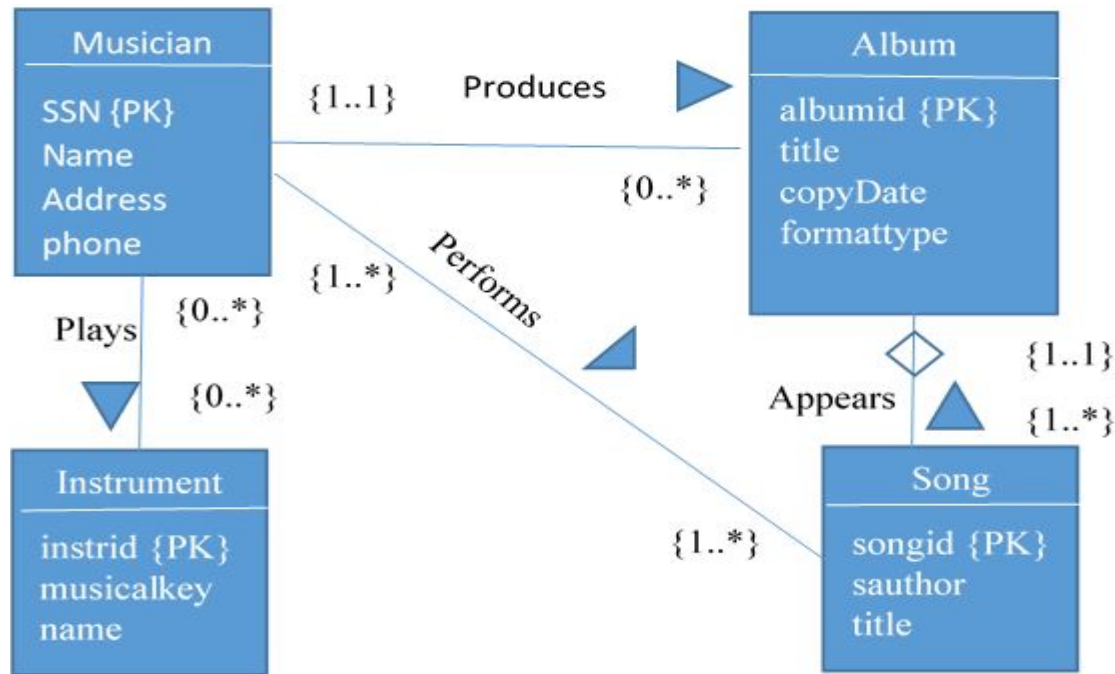 Musician
SSN {PK}
Name
Address
phone
{1..1}
Produces
{0..*}
Album
albumid {PK}
title
copyDate
formattype
Plays
{0..*}
{0..*}
{1..*}
Performs
{1..*}
Appears
{1..1}
{1..*}
Instrument
instrid {PK}
musicalkey
name
Song
songid {PK}
sauthor
title